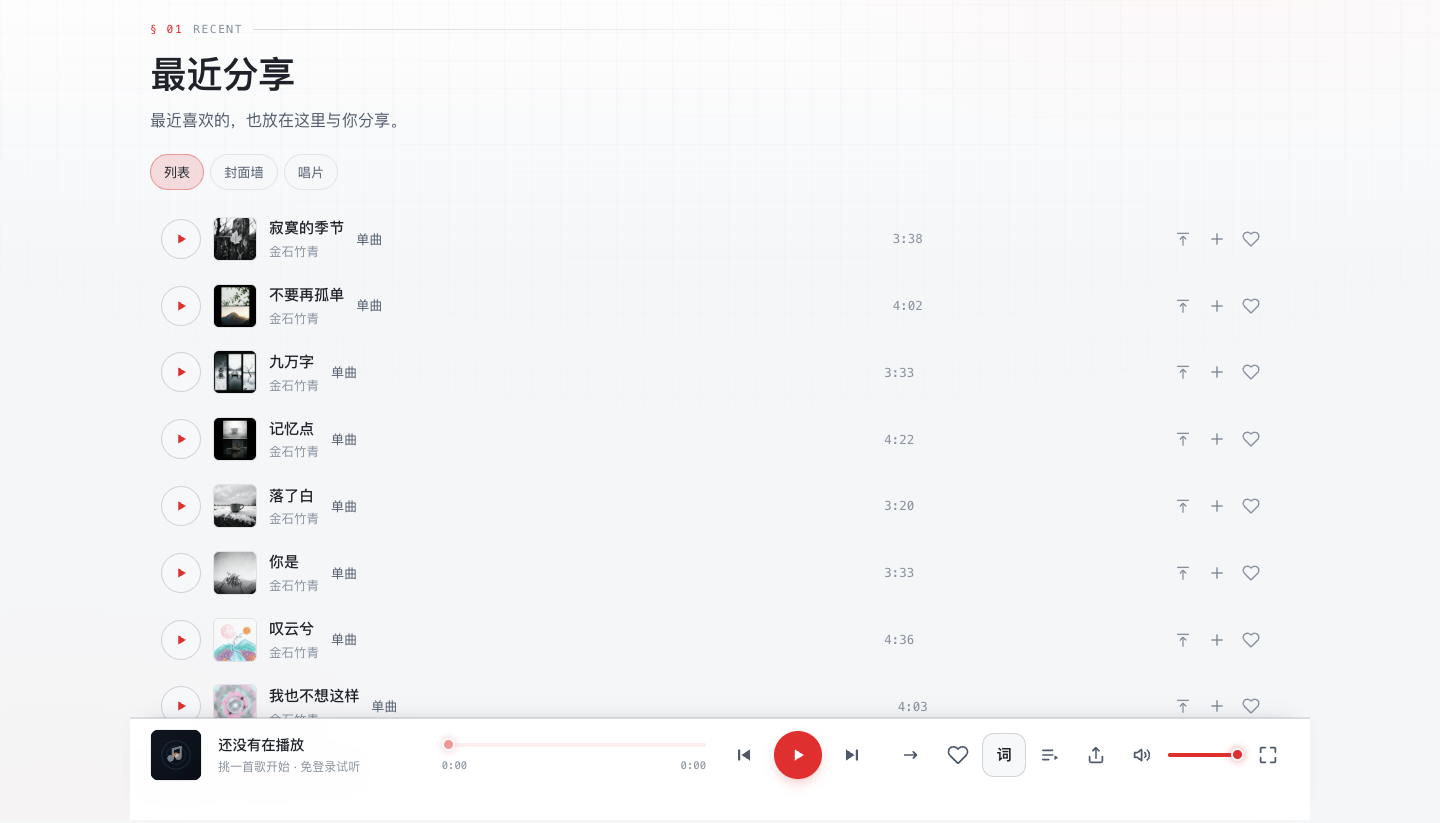 § 01 RECENT
最近分享
最近喜欢的，也放在这里与你分享。
列表 封面墙 唱片
寂寞的季节
金石竹青
单曲
3:38
不要再孤单
金石竹青
单曲
4:02
九万字
金石竹青
单曲
3:33
记忆点
金石竹青
单曲
4:22
落了白
金石竹青
单曲
3:20
你是
金石竹青
单曲
3:33
叹云兮
金石竹青
单曲
4:36
我也不想这样
金石竹青
单曲
4:03
还没有在播放
挑一首歌开始 · 免登录试听
0:00 0:00
词